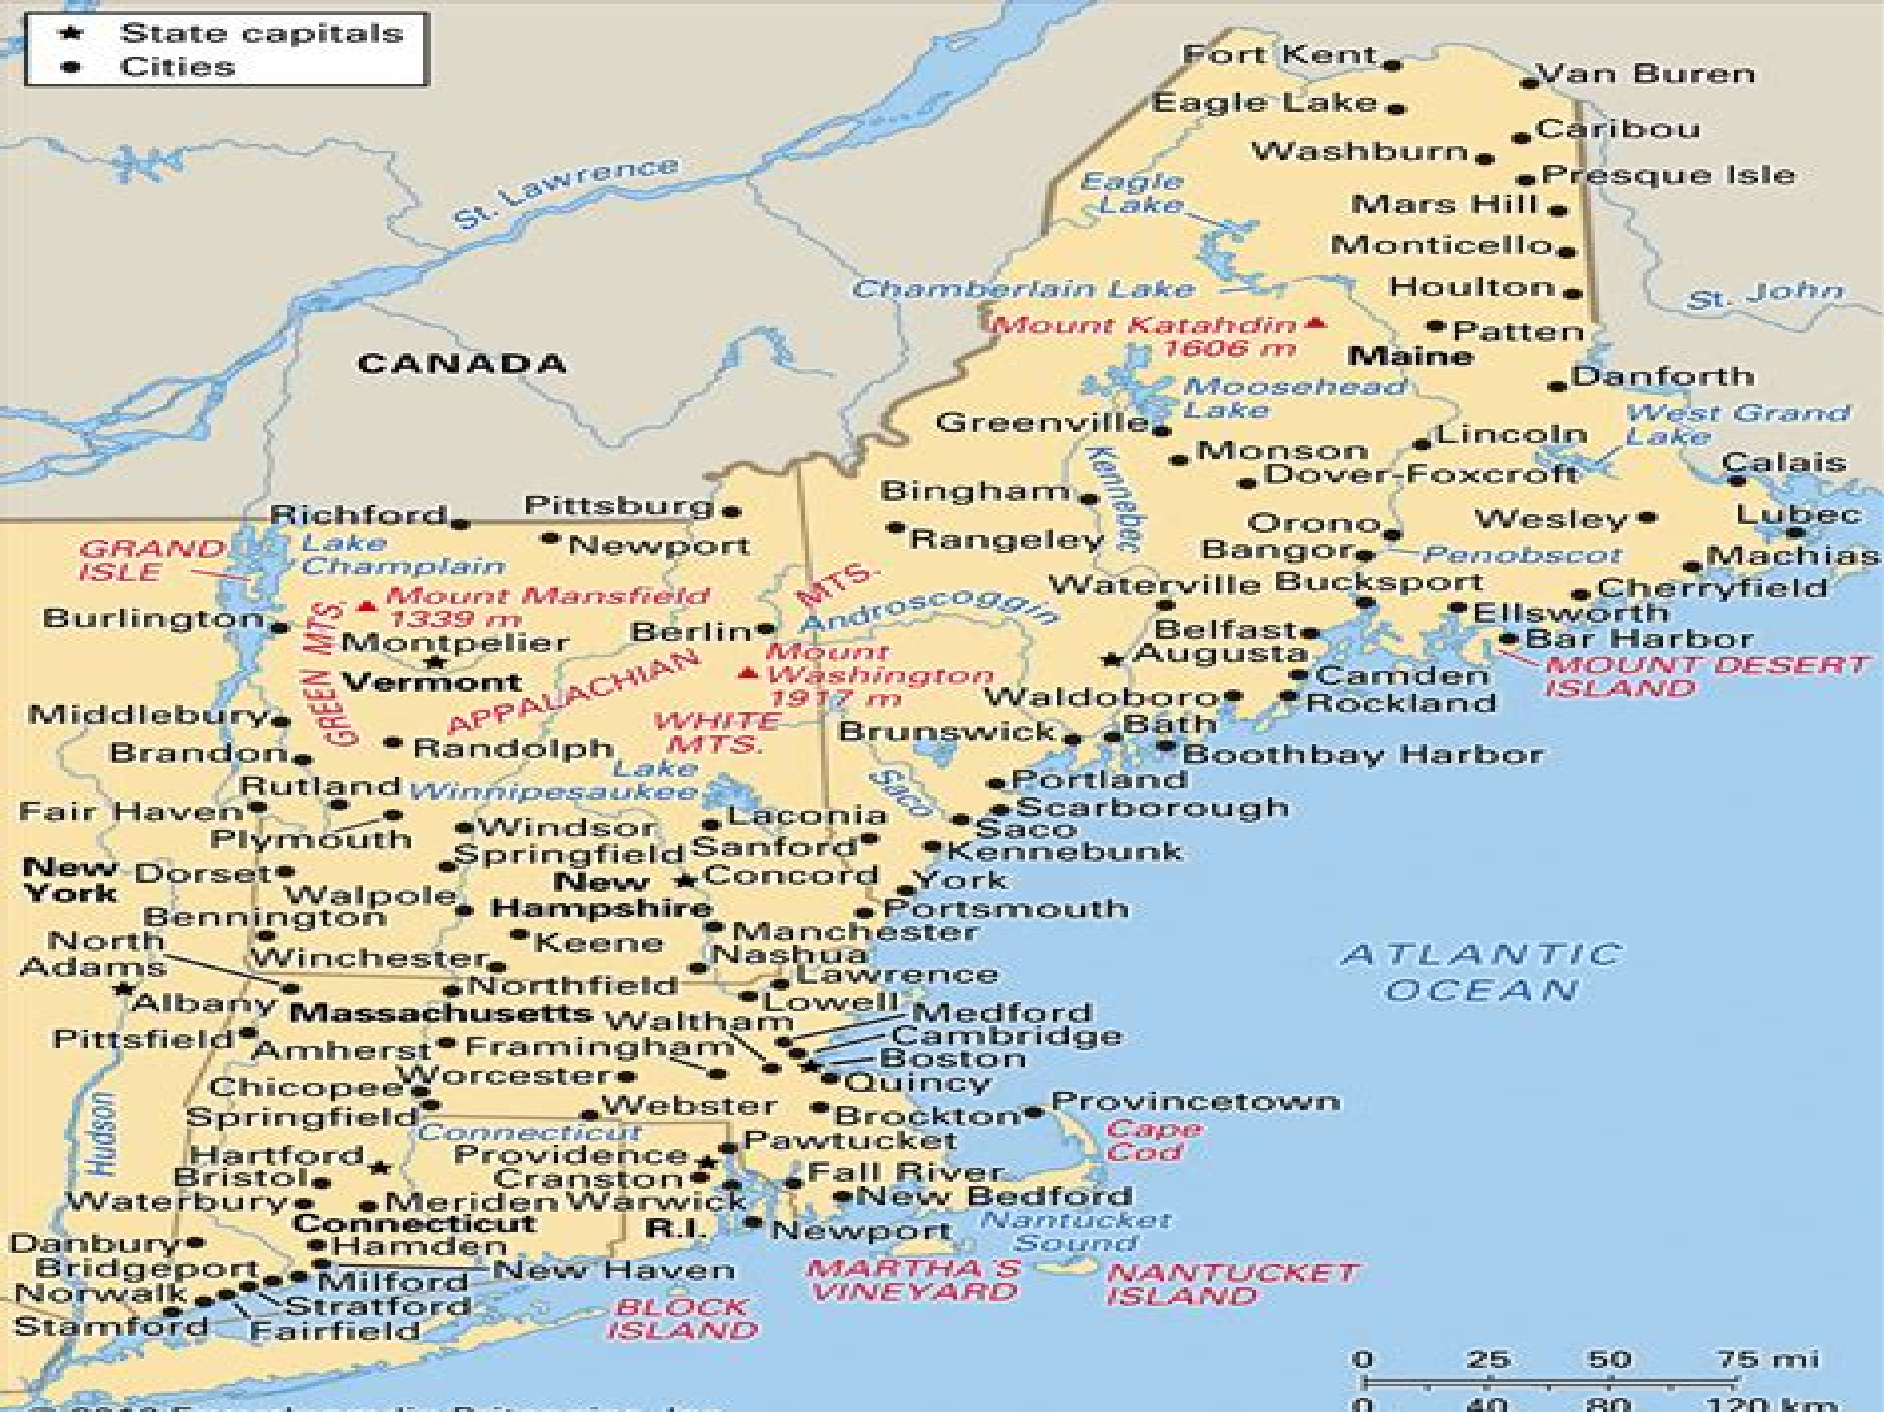 State capitals
Cities
Fort Kent
Van Buren
Eagle Lake
Caribou
Washburn
Presque Isle
St. Lawrence
Eagle
Lake
Mars Hill
Monticello
Chamberlain Lake
Houlton
St. John
Mount Katahdin
1606 m
Patten
CANADA
Maine
Danforth
Moosehead
Lake
West Grand
Lake
Greenville
Lincoln
Monson
Kennebec
Dover-Foxcroft
Calais
Bingham
Richford
Pittsburg
Orono
Wesley
Lubec
GRAND
ISLE
Lake
Champlain
Newport
Rangeley
Bangor
Penobscot
Machias
Mount Mansfield
1339 m
MTS.
Waterville
Bucksport
Cherryfield
Androscoggin
Ellsworth
Burlington
Montpelier
Berlin
Belfast
Bar Harbor
GREEN MTS.
Mount
Washington
1917 m
Augusta
MOUNT DESERT
ISLAND
Vermont
APPALACHIAN
Camden
Waldoboro
Rockland
Middlebury
WHITE
MTS.
Brunswick
Bath
Brandon
Randolph
Boothbay Harbor
Lake
Winnipesaukee
Saco
Portland
Rutland
Fair Haven
Scarborough
Plymouth
Windsor
Laconia
Saco
Springfield
Sanford
Kennebunk
New
York
Dorset
New
Hampshire
Concord
York
Walpole
Portsmouth
Bennington
Manchester
North
Adams
Keene
Winchester
Nashua
ATLANTIC
OCEAN
Lawrence
Northfield
Albany
Lowell
Massachusetts
Waltham
Medford
Pittsfield
Amherst
Framingham
Cambridge
Boston
Chicopee
Worcester
Quincy
Springfield
Webster
Brockton
Provincetown
Hudson
Connecticut
Pawtucket
Cape
Cod
Hartford
Providence
Bristol
Cranston
Fall River
Waterbury
Meriden
Warwick
New Bedford
Connecticut
R.I.
Newport
Nantucket
Sound
Danbury
Hamden
Bridgeport
New Haven
MARTHA'S
VINEYARD
NANTUCKET
ISLAND
Norwalk
Milford
Stratford
BLOCK
ISLAND
Stamford
Fairfield
0 25 50 75 mi
0 40 80 120 km